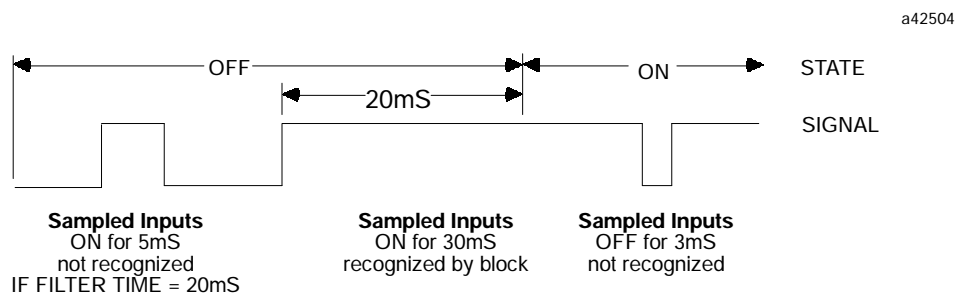 a42504
OFF
ON
STATE
20mS
SIGNAL
Sampled Inputs
ON for 5mS
not recognized
IF FILTER TIME = 20mS
Sampled Inputs
ON for 30mS
recognized by block
Sampled Inputs
OFF for 3mS
not recognized